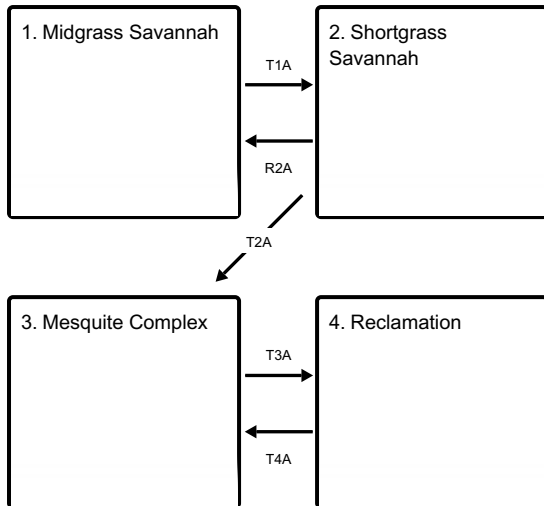 1. Midgrass Savannah
2. Shortgrass
Savannah
T1A
R2A
T2A
3. Mesquite Complex
4. Reclamation
T3A
T4A